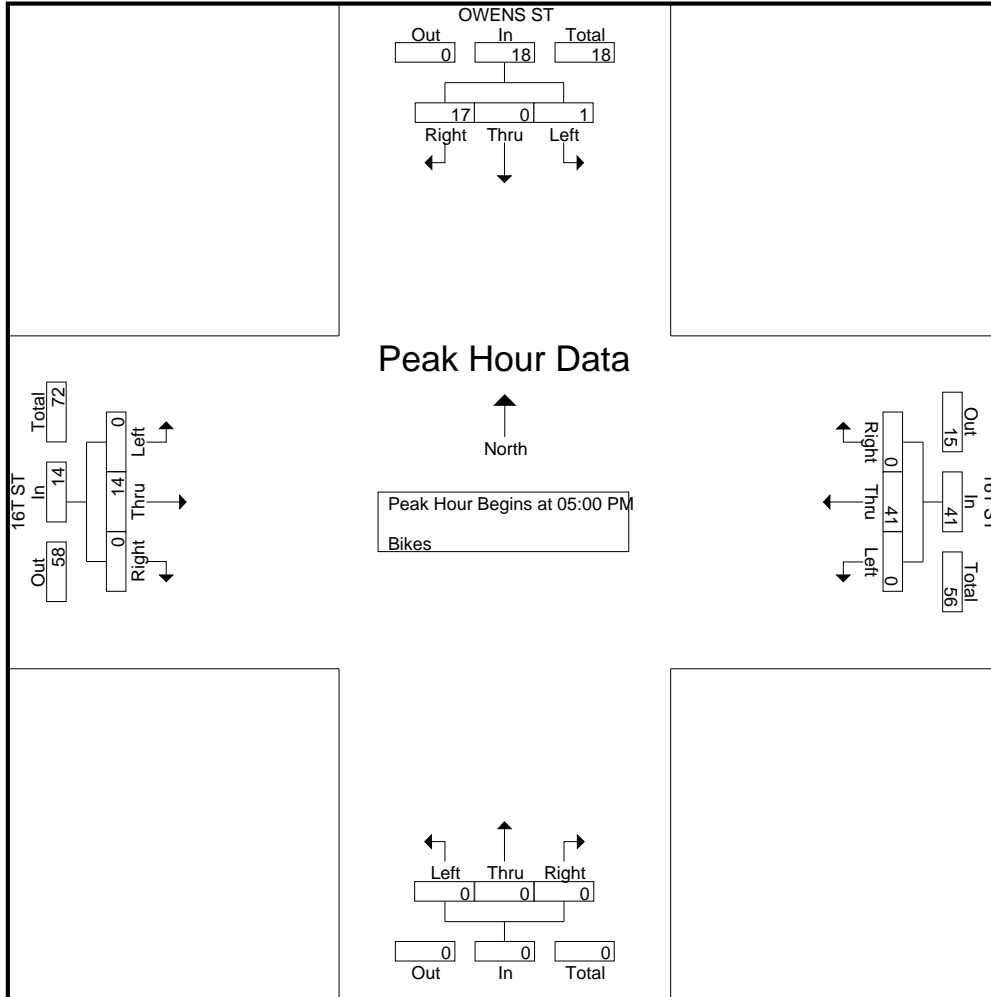 OWENS ST
Out In Total
0 18 18
17 0 1
Right Thru Left
Peak Hour Data
North
Peak Hour Begins at 05:00 PM
Bikes
16T ST
Total In Out
72 14 58
0 14 0
Left Thru Right
Right Thru Left
0 41 0
Out In Total
15 41 56
16T ST
Left Thru Right
0 0 0
0 0 0
Out In Total